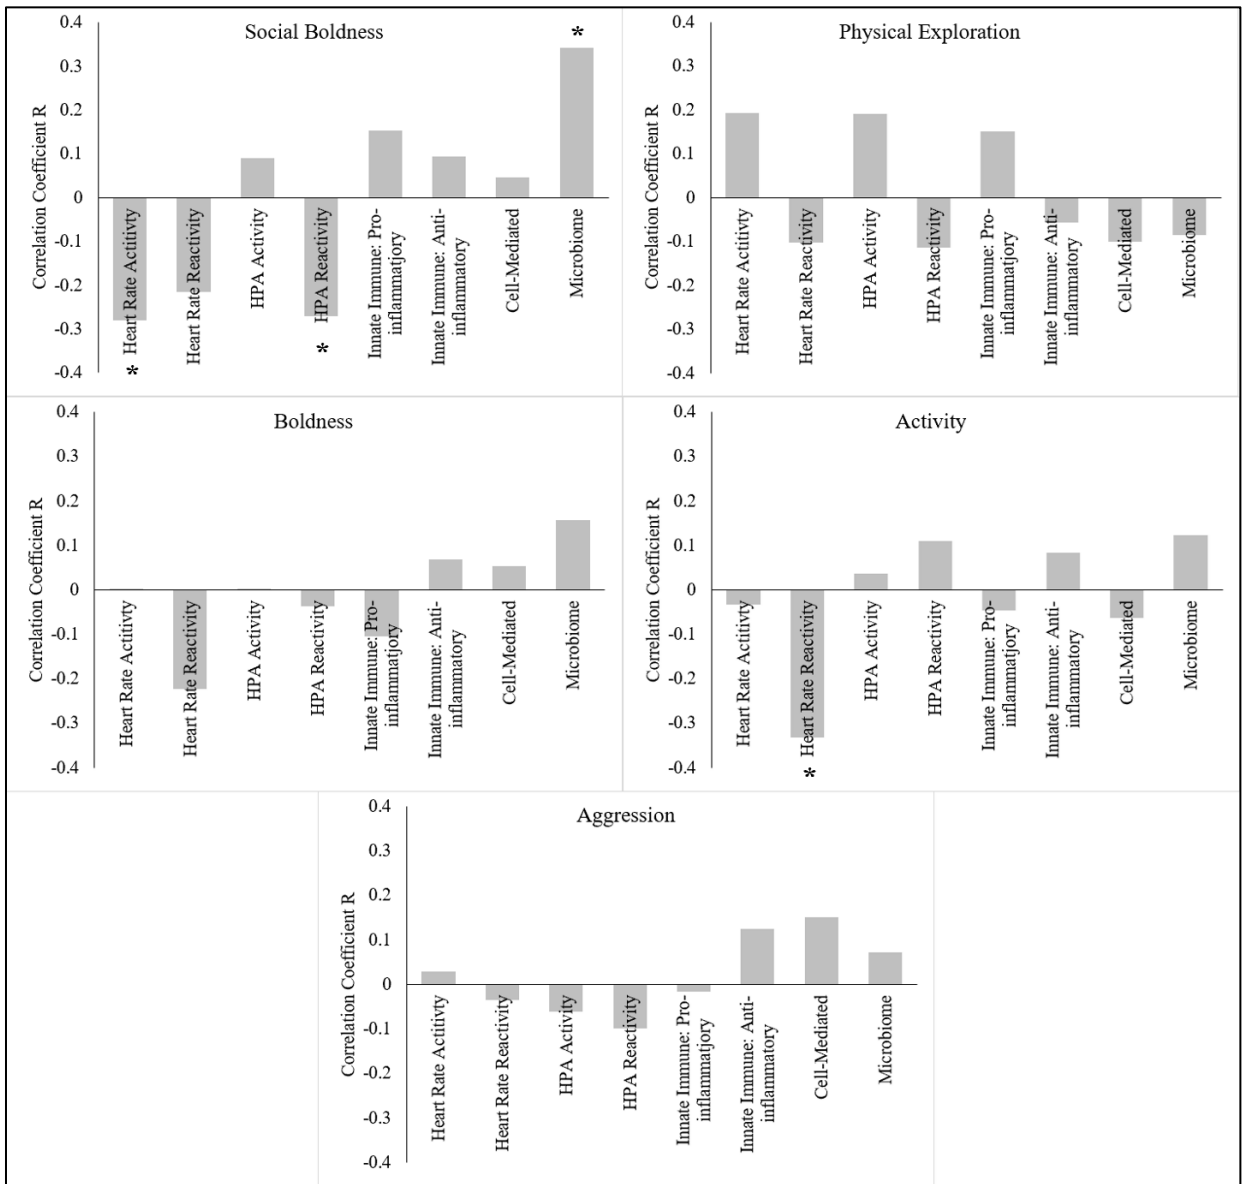 Social Boldness
Correlation Coefficient R
0.4
0.3
0.2
0.1
0
-0.1
-0.2
-0.3
-0.4
Heart Rate Actitivty
*
Heart Rate Reactivity
HPA Activity
HPA Reactivity
*
Innate Immune: Pro-
inflammatjory
Innate Immune: Anti-
inflammatory
Cell-Mediated
Microbiome
*
Physical Exploration
Correlation Coefficient R
0.4
0.3
0.2
0.1
0
-0.1
-0.2
-0.3
-0.4
Heart Rate Actitivty
Heart Rate Reactivity
HPA Activity
HPA Reactivity
Innate Immune: Pro-
inflammatjory
Innate Immune: Anti-
inflammatory
Cell-Mediated
Microbiome
Boldness
Correlation Coefficient R
0.4
0.3
0.2
0.1
0
-0.1
-0.2
-0.3
-0.4
Heart Rate Actitivty
Heart Rate Reactivity
HPA Activity
HPA Reactivity
Innate Immune: Pro-
inflammatjory
Innate Immune: Anti-
inflammatory
Cell-Mediated
Microbiome
Activity
Correlation Coefficient R
0.4
0.3
0.2
0.1
0
-0.1
-0.2
-0.3
-0.4
Heart Rate Actitivty
Heart Rate Reactivity
*
HPA Activity
HPA Reactivity
Innate Immune: Pro-
inflammatjory
Innate Immune: Anti-
inflammatory
Cell-Mediated
Microbiome
Aggression
Correlation Coefficient R
0.4
0.3
0.2
0.1
0
-0.1
-0.2
-0.3
-0.4
Heart Rate Actitivty
Heart Rate Reactivity
HPA Activity
HPA Reactivity
Innate Immune: Pro-
inflammatjory
Innate Immune: Anti-
inflammatory
Cell-Mediated
Microbiome